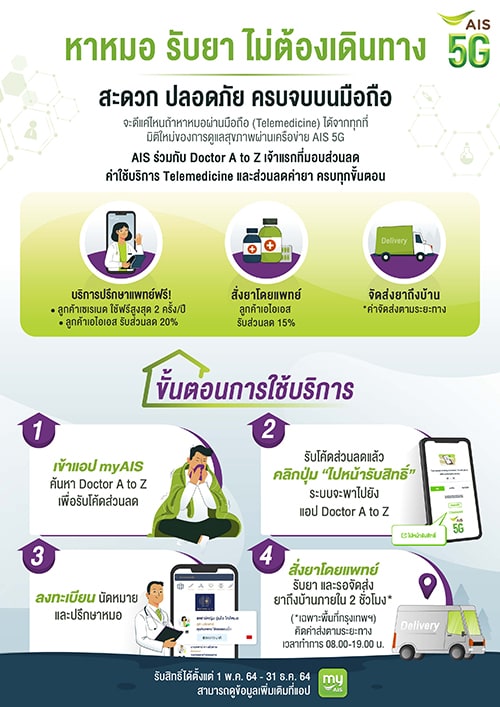 AIS
5G
หาหมอ รับยา ไม่ต้องเดินทาง
สะดวก ปลอดภัย ครบจบบนมือถือ
จะดีแค่ไหนถ้าหาหมอผ่านมือถือ (Telemedicine) ได้จากทุกที่
มิติใหม่ของการดูแลสุขภาพผ่านเครือข่าย AIS 5G
AIS ร่วมกับ Doctor A to Z เจ้าแรกที่มอบส่วนลด
ค่าใช้บริการ Telemedicine และส่วนลดค่ายา ครบทุกขั้นตอน
Delivery
บริการปรึกษาแพทย์ฟรี!
• ลูกค้าเซเรเนด ใช้ฟรีสูงสุด 2 ครั้ง/ปี
• ลูกค้าเอไอเอส รับส่วนลด 20%
สั่งยาโดยแพทย์
ลูกค้าเอไอเอส
รับส่วนลด 15%
จัดส่งยาถึงบ้าน
*ค่าจัดส่งตามระยะทาง
ขั้นตอนการใช้บริการ
1
เข้าแอป myAIS
ค้นหา Doctor A to Z
เพื่อรับโค้ดส่วนลด
2
รับโค้ดส่วนลดแล้ว
คลิกปุ่ม “ไปหน้ารับสิทธิ์”
ระบบจะพาไปยัง
แอป Doctor A to Z
ไปหน้ารับสิทธิ์
AIS
5G
3
ลงทะเบียน นัดหมาย
และปรึกษาหมอ
4
สั่งยาโดยแพทย์
รับยา และรอจัดส่ง
ยาถึงบ้านภายใน 2 ชั่วโมง*
(*เฉพาะพื้นที่กรุงเทพฯ)
คิดค่าส่งตามระยะทาง
เวลาทำการ 08.00-19.00 น.
Delivery
รับสิทธิ์ได้ตั้งแต่ 1 พ.ค. 64 - 31 ธ.ค. 64
สามารถดูข้อมูลเพิ่มเติมที่แอป
my
AIS